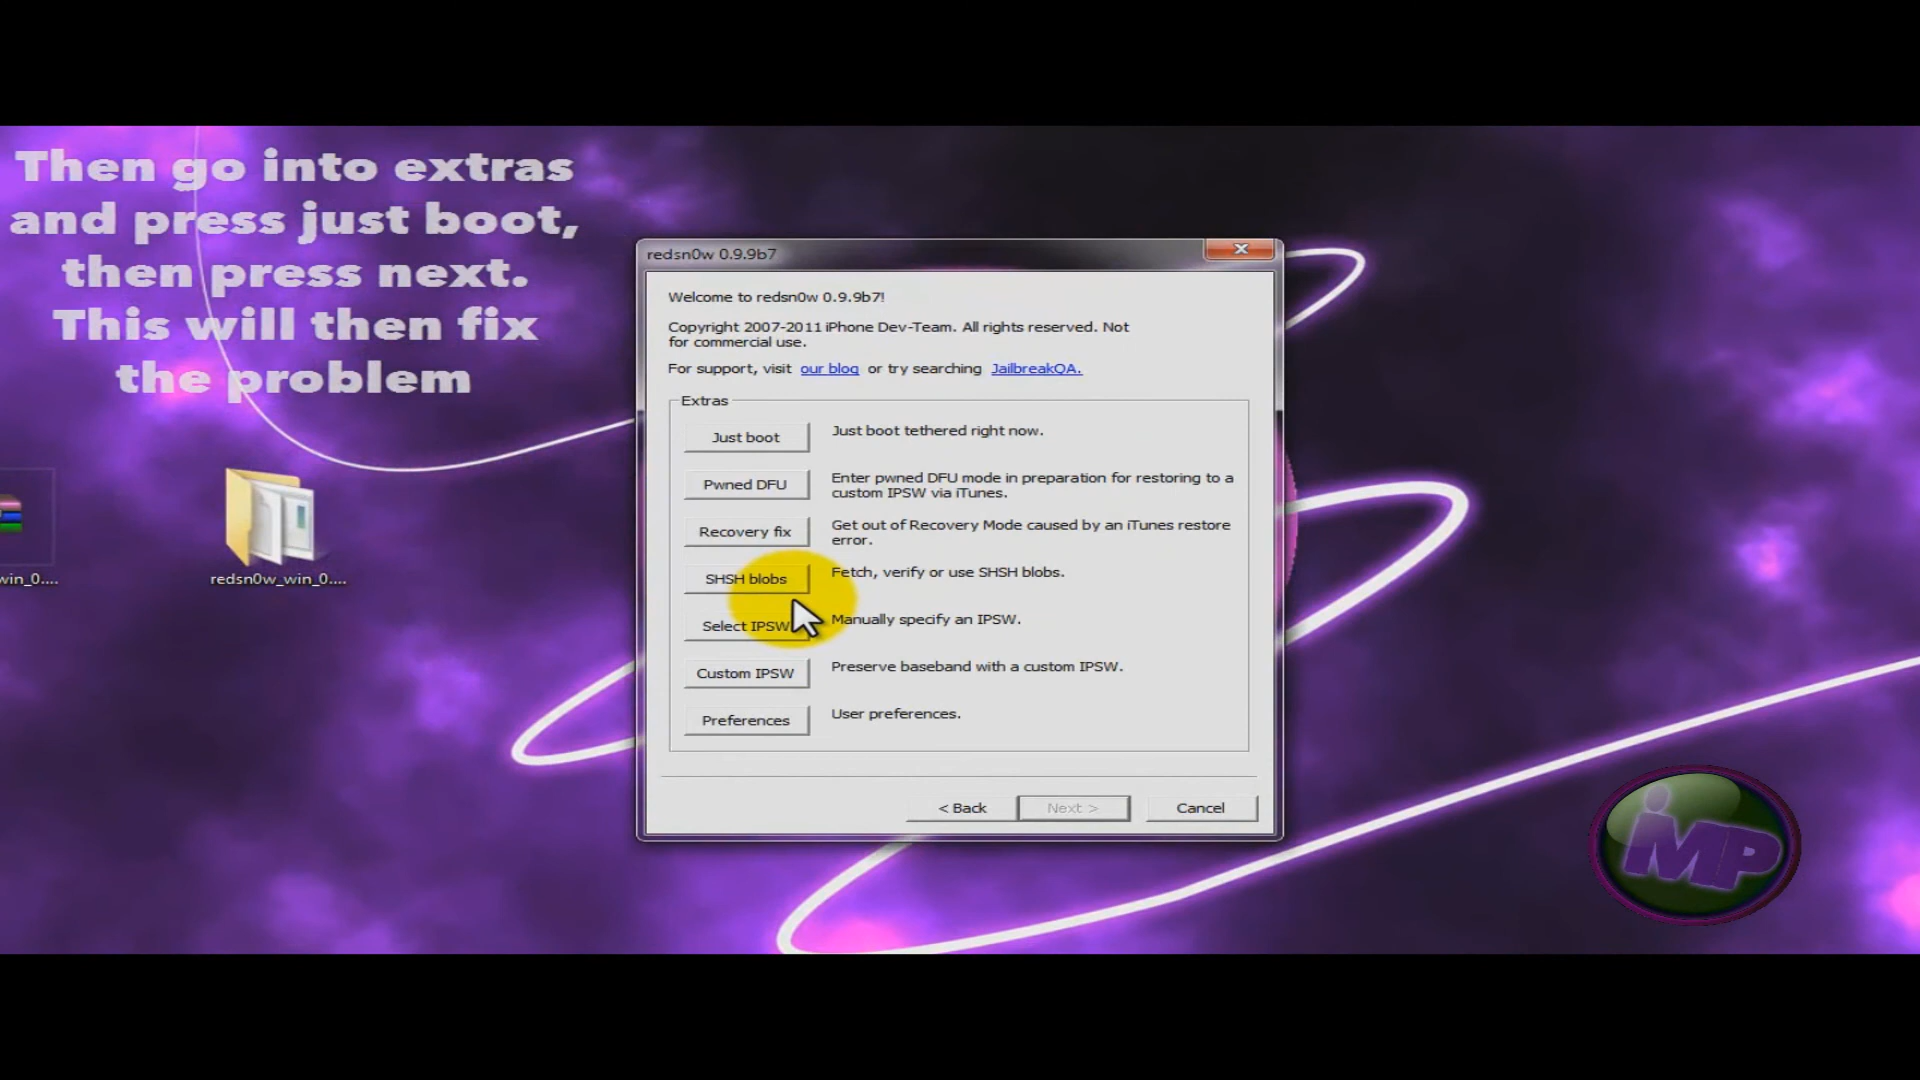 Then go into extras
and press just boot,
then press next.
This will then fix
the problem
redsn0w 0.9.9b7
Welcome to redsn0w 0.9.9b7!
Copyright 2007-2011 iPhone Dev-Team. All rights reserved. Not
for commercial use.
For support, visit our blog or try searching JailbreakQA.
Extras
Just boot
Just boot tethered right now.
Pwned DFU
Enter pwned DFU mode in preparation for restoring to a
custom IPSW via iTunes.
Recovery fix
Get out of Recovery Mode caused by an iTunes restore
error.
SHSH blobs
Fetch, verify or use SHSH blobs.
Select IPSW
Manually specify an IPSW.
Custom IPSW
Preserve baseband with a custom IPSW.
Preferences
User preferences.
< Back
Next >
Cancel
win_0....
redsn0w_win_0....
iMP